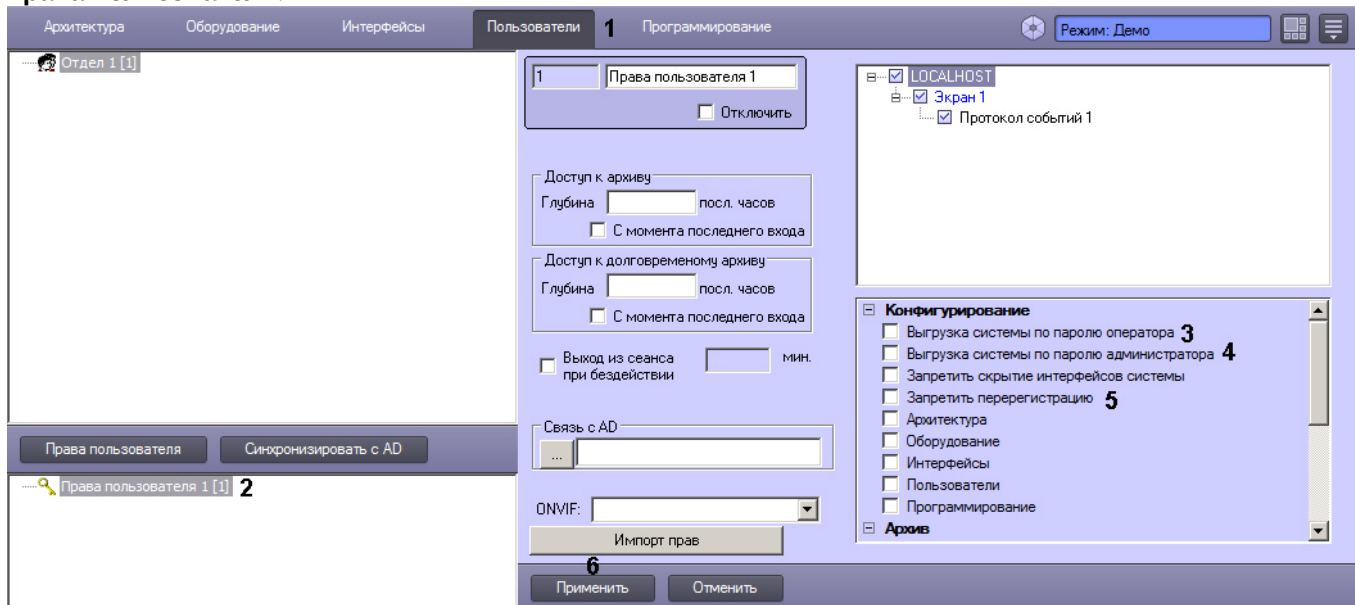 Архитектура Оборудование Интерфейсы Пользователи 1 Программирование Режим: Демо
Отдел 1 [1]
Права пользователя
Синхронизировать с AD
Права пользователя 1 [1] 2
1 Права пользователя 1
Отключить
Доступ к архиву
Глубина посл. часов
С момента последнего входа
Доступ к долговременому архиву
Глубина посл. часов
С момента последнего входа
Выход из сеанса мин.
при бездействии
Связь с AD
...
ONVIF:
Импорт прав
6
Применить Отменить
LOCALHOST
Экран 1
Протокол событий 1
Конфигурирование
Выгрузка системы по паролю оператора 3
Выгрузка системы по паролю администратора 4
Запретить скрытие интерфейсов системы
Запретить перерегистрацию 5
Архитектура
Оборудование
Интерфейсы
Пользователи
Программирование
Архив